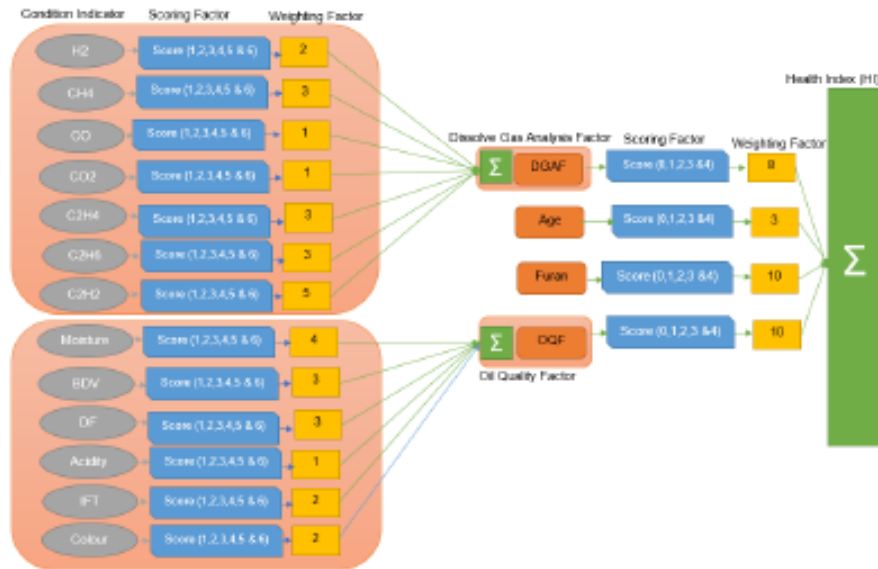 Condition Indicator Scoring Factor Weighting Factor
H2 Score (1,2,3,4,5 & 6) 2
CH4 Score (1,2,3,4,5 & 6) 3
CO Score (1,2,3,4,5 & 6) 1
CO2 Score (1,2,3,4,5 & 6) 1
C2H4 Score (1,2,3,4,5 & 6) 3
C2H6 Score (1,2,3,4,5 & 6) 3
C2H2 Score (1,2,3,4,5 & 6) 5
Moisture Score (1,2,3,4,5 & 6) 4
BDV Score (1,2,3,4,5 & 6) 3
DF Score (1,2,3,4,5 & 6) 3
Acidity Score (1,2,3,4,5 & 6) 1
IFT Score (1,2,3,4,5 & 6) 2
Colour Score (1,2,3,4,5 & 6) 2
Dissolve Gas Analysis Factor Scoring Factor Weighting Factor
Σ DGAF Score (0,1,2,3 &4) 8
Age Score (0,1,2,3 &4) 3
Furan Score (0,1,2,3 &4) 10
Σ OQF Score (0,1,2,3 &4) 10
Oil Quality Factor
Health Index (HI)
Σ